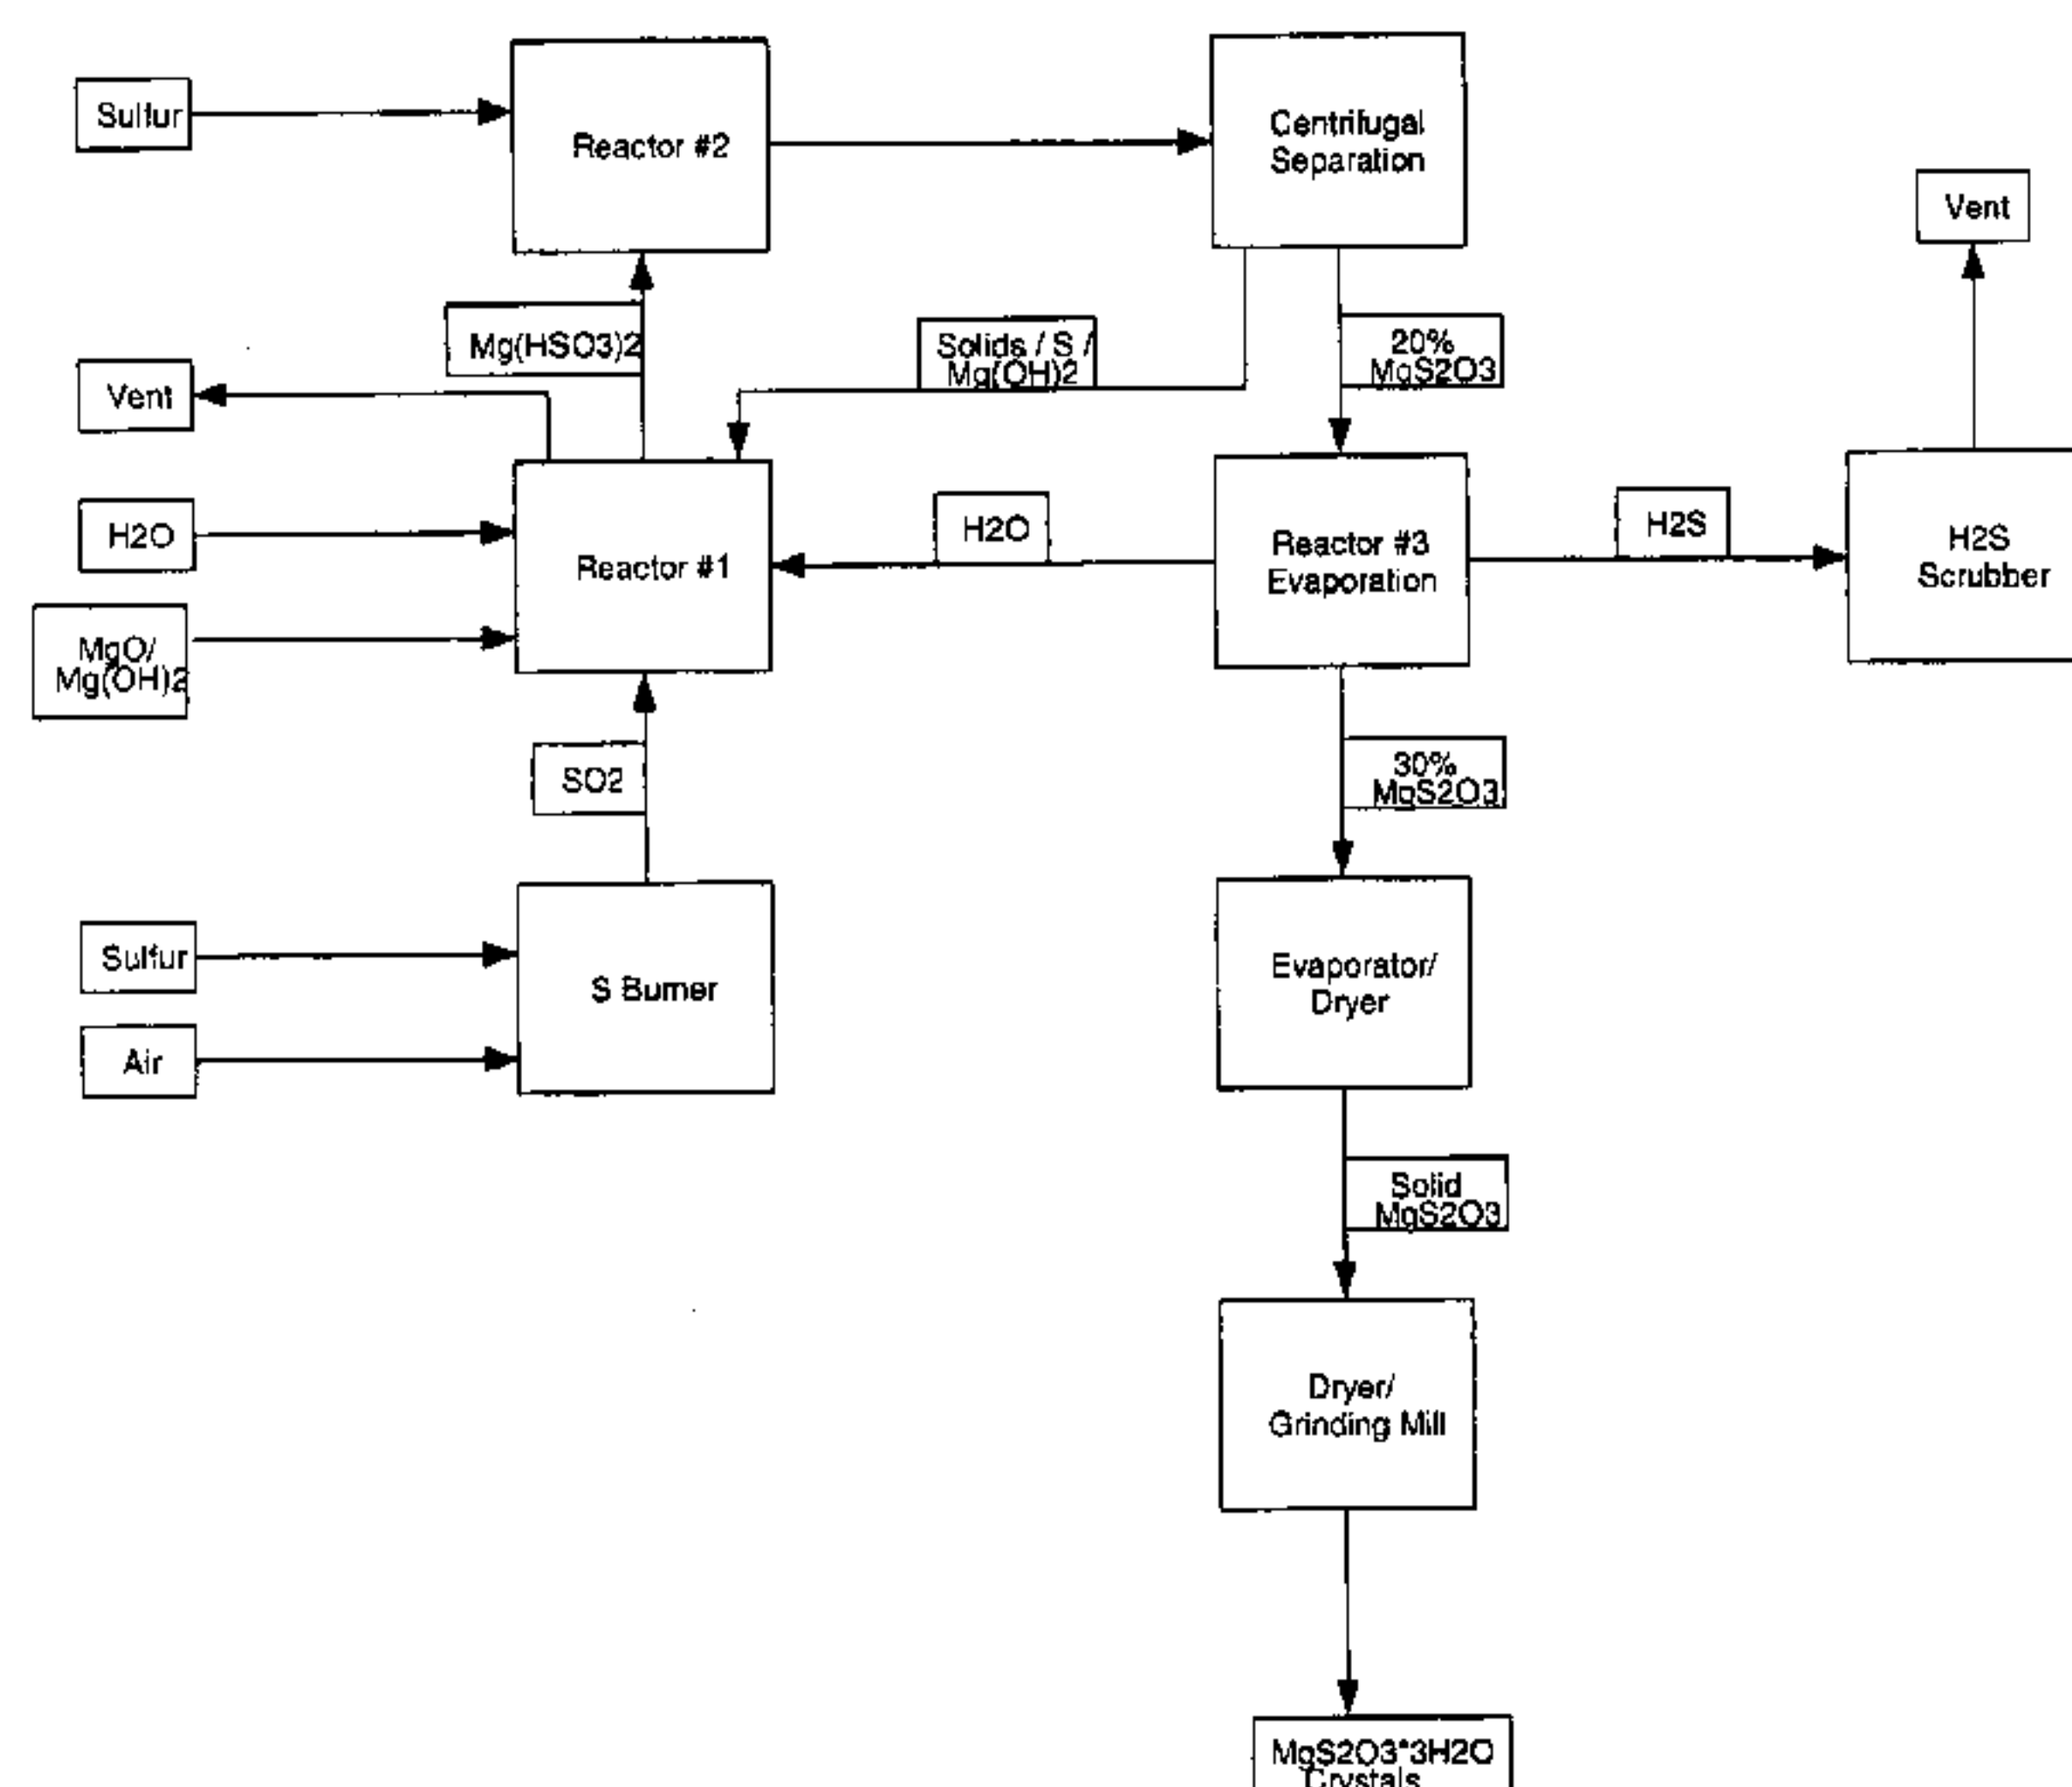 Sulfur
Reactor #2
Centrifugal
Separation
Vent
Mg(HSO3)2
Solids / S /
Mg(OH)2
20%
MgS2O3
Vent
H2O
Reactor #1
H2O
Reactor #3
Evaporation
H2S
H2S
Scrubber
MgO/
Mg(OH)2
SO2
30%
MgS2O3
Sulfur
S Burner
Air
Evaporator/
Dryer
Solid
MgS2O3
Dryer/
Grinding Mill
MgS2O3*3H2O
Crystals